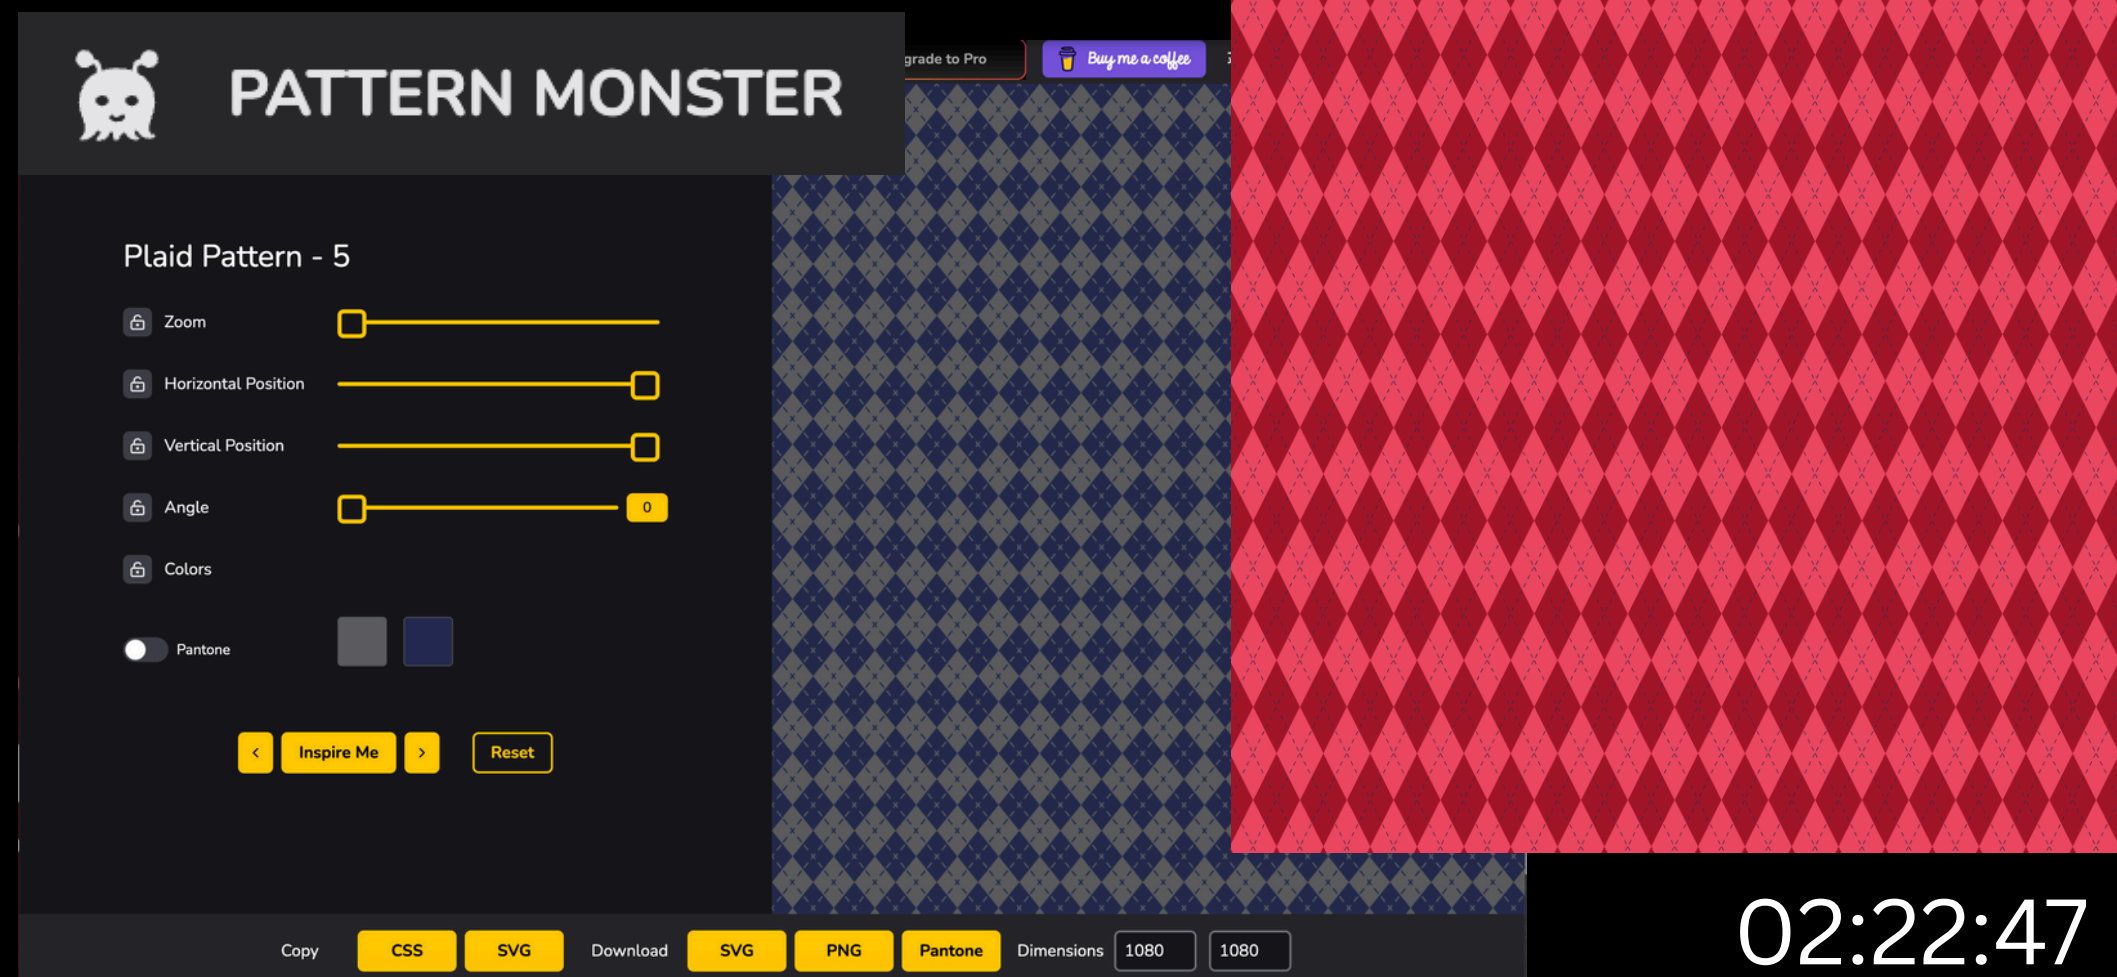 PATTERN MONSTER
grade to Pro
Buy me a coffee
Plaid Pattern - 5
Zoom
Horizontal Position
Vertical Position
Angle
0
Colors
Pantone
< Inspire Me > Reset
Copy CSS SVG Download SVG PNG Pantone Dimensions 1080 1080
02:22:47